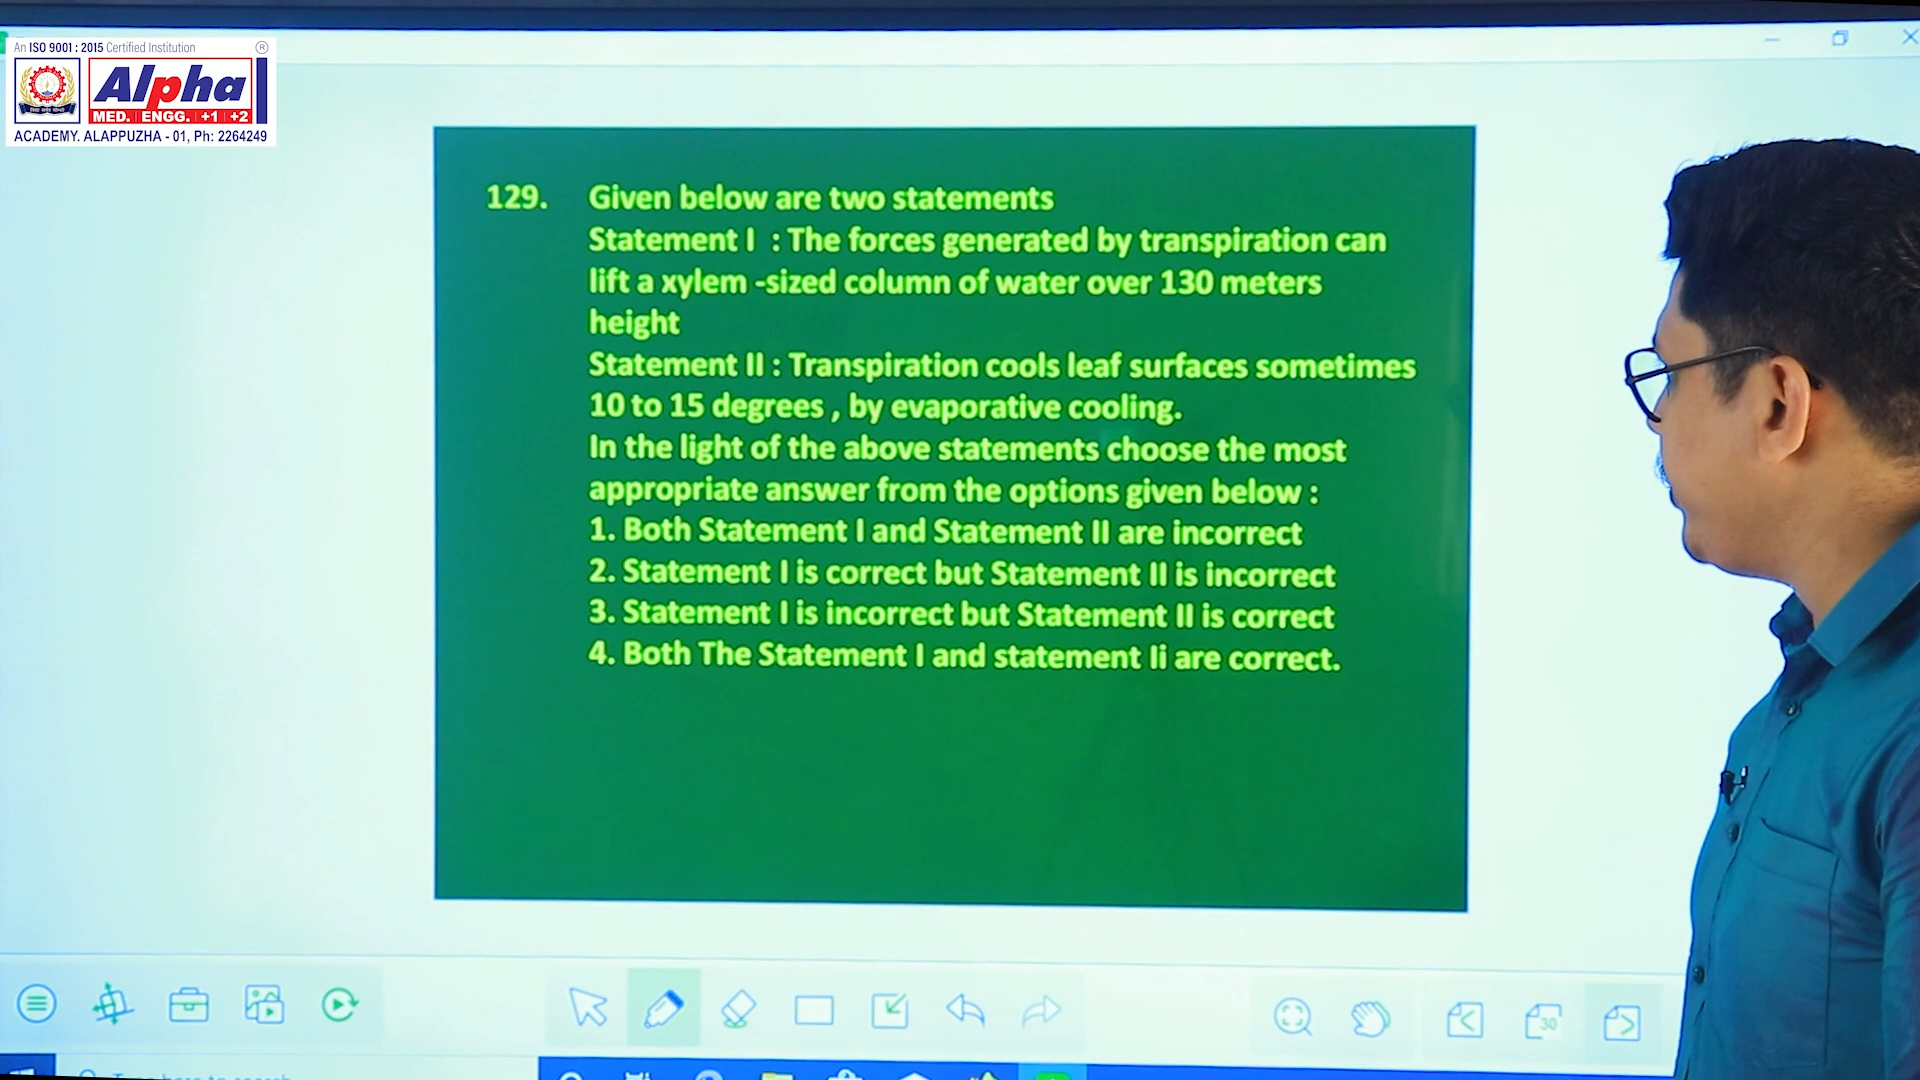 An ISO 9001 : 2015 Certified Institution ®
Alpha
MED. ENGG. +1 +2
ACADEMY. ALAPPUZHA - 01, Ph: 2264249
129. Given below are two statements
Statement I : The forces generated by transpiration can
lift a xylem -sized column of water over 130 meters
height
Statement II : Transpiration cools leaf surfaces sometimes
10 to 15 degrees , by evaporative cooling.
In the light of the above statements choose the most
appropriate answer from the options given below :
1. Both Statement I and Statement II are incorrect
2. Statement I is correct but Statement II is incorrect
3. Statement I is incorrect but Statement II is correct
4. Both The Statement I and statement Ii are correct.
30